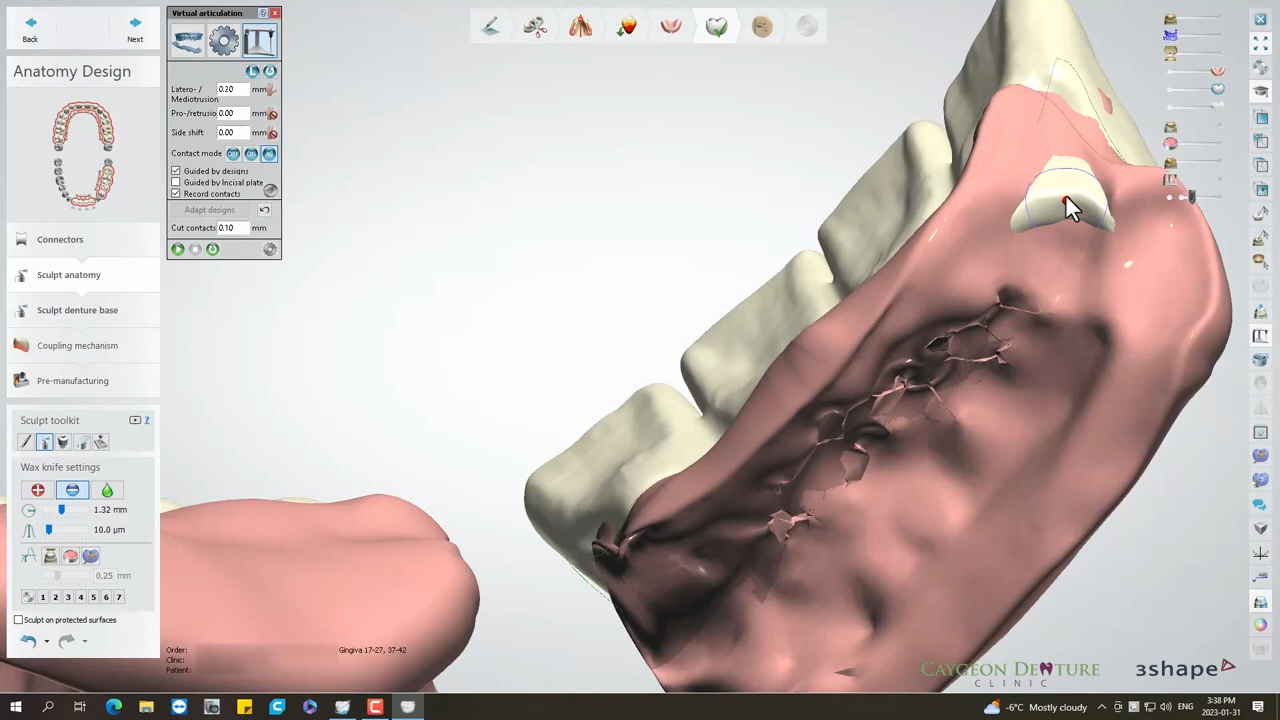 Back
Next
Anatomy Design
Connectors
Sculpt anatomy
Sculpt denture base
Coupling mechanism
Pre-manufacturing
Sculpt toolkit
?
Wax knife settings
1.32 mm
10.0 µm
0.25 mm
1 2 3 4 5 6 7
Sculpt on protected surfaces
Virtual articulation
? x
L
Latero- /
Mediotrusion
0.20 mm
Pro-/retrusio 0.00 mm
Side shift 0.00 mm
Contact mode OFF ON
Guided by designs
Guided by Incisal plate
Record contacts
Adapt designs
Cut contacts 0.10 mm
Order:
Clinic:
Patient:
Gingiva 17-27, 37-42
CAYGEON DENTURE
CLINIC
3shape
-6°C Mostly cloudy
ENG
3:38 PM
2023-01-31